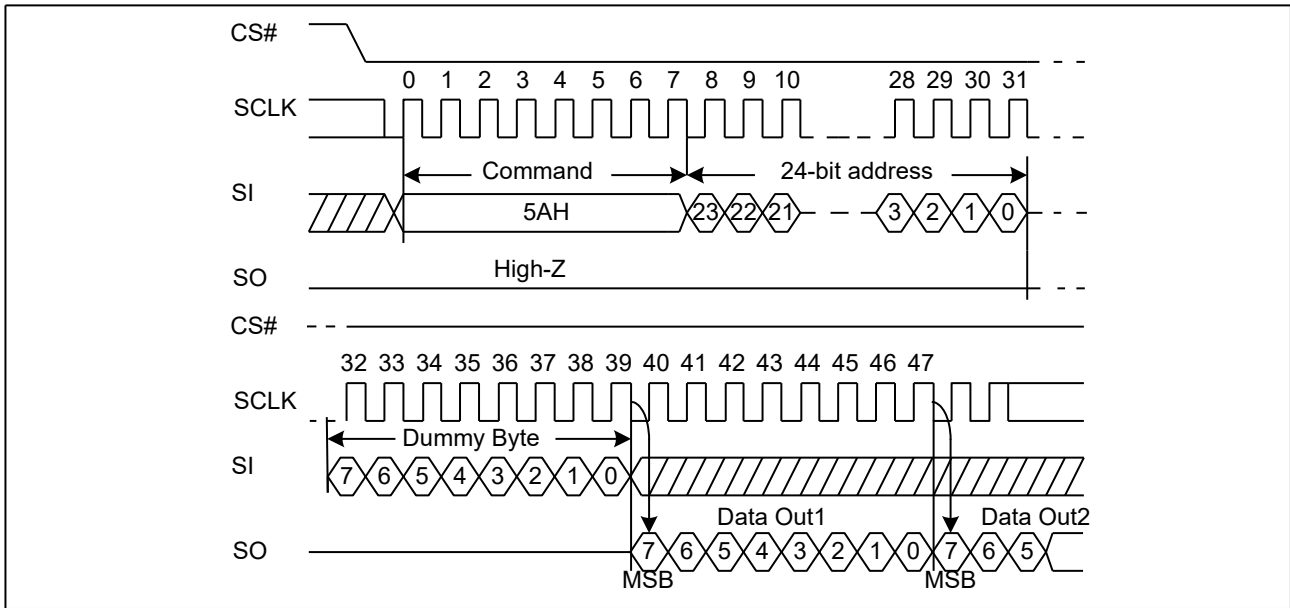 CS#
0 1 2 3 4 5 6 7 8 9 10 28 29 30 31
SCLK
Command 24-bit address
SI
5AH 23 22 21 3 2 1 0
High-Z
SO
CS#
32 33 34 35 36 37 38 39 40 41 42 43 44 45 46 47
SCLK
Dummy Byte
SI
7 6 5 4 3 2 1 0
Data Out1 Data Out2
SO
7 6 5 4 3 2 1 0 7 6 5
MSB MSB